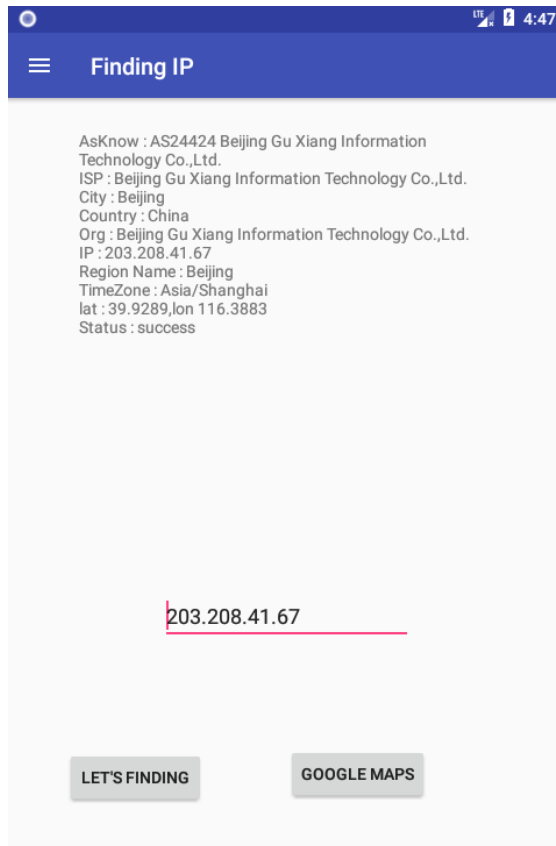 LTE 4:47
Finding IP
AsKnow : AS24424 Beijing Gu Xiang Information
Technology Co.,Ltd.
ISP : Beijing Gu Xiang Information Technology Co.,Ltd.
City : Beijing
Country : China
Org : Beijing Gu Xiang Information Technology Co.,Ltd.
IP : 203.208.41.67
Region Name : Beijing
TimeZone : Asia/Shanghai
lat : 39.9289,lon 116.3883
Status : success
203.208.41.67
LET'S FINDING GOOGLE MAPS